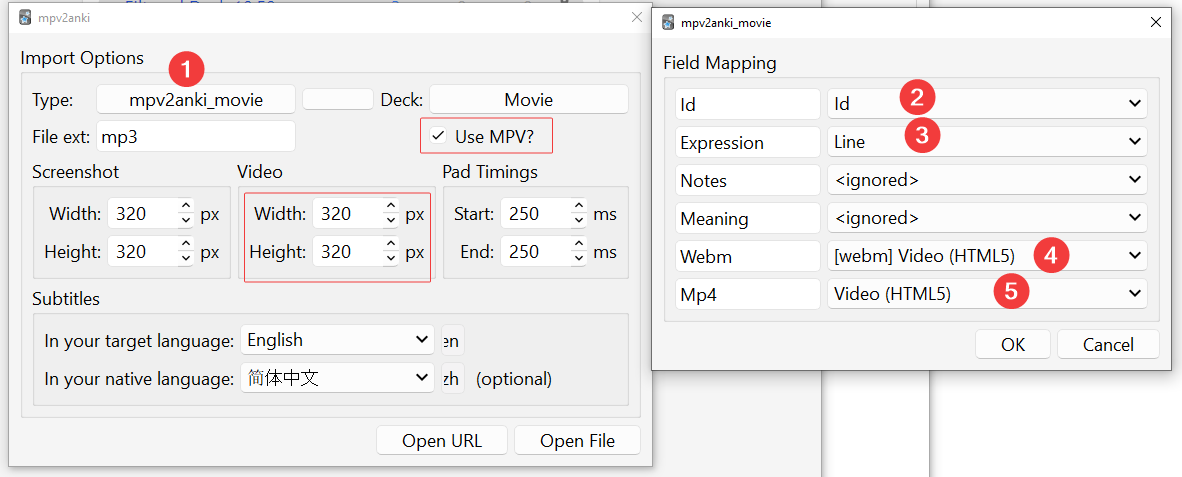 mpv2anki
Import Options
1
Type: mpv2anki_movie Deck: Movie
File ext: mp3 Use MPV?
Screenshot Video Pad Timings
Width: 320 px Width: 320 px Start: 250 ms
Height: 320 px Height: 320 px End: 250 ms
Subtitles
In your target language: English en
In your native language: 简体中文 zh (optional)
Open URL Open File
mpv2anki_movie
Field Mapping
Id Id 2
Expression Line 3
Notes <ignored>
Meaning <ignored>
Webm [webm] Video (HTML5) 4
Mp4 Video (HTML5) 5
OK Cancel